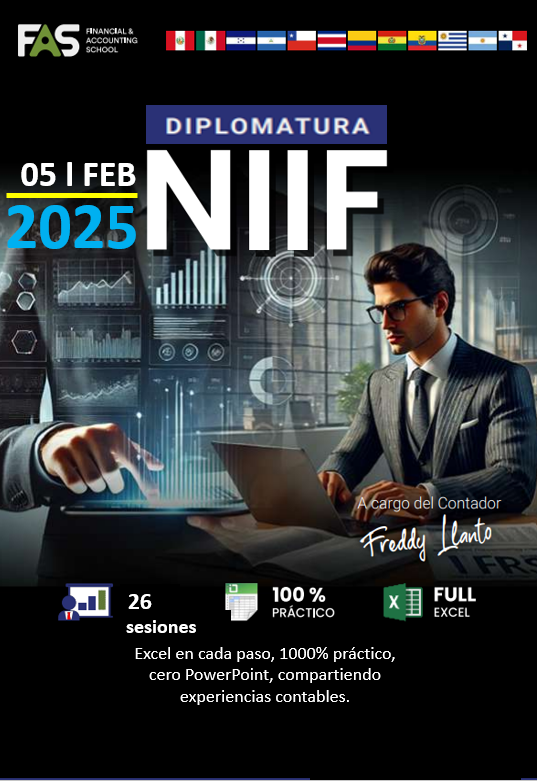 FAS
FINANCIAL &
ACCOUNTING
SCHOOL
DIPLOMATURA
05 l FEB
2025
NIIF
A cargo del Contador
Freddy Llanto
IFRS
26
sesiones
100 %
PRÁCTICO
FULL
EXCEL
Excel en cada paso, 1000% práctico,
cero PowerPoint, compartiendo
experiencias contables.